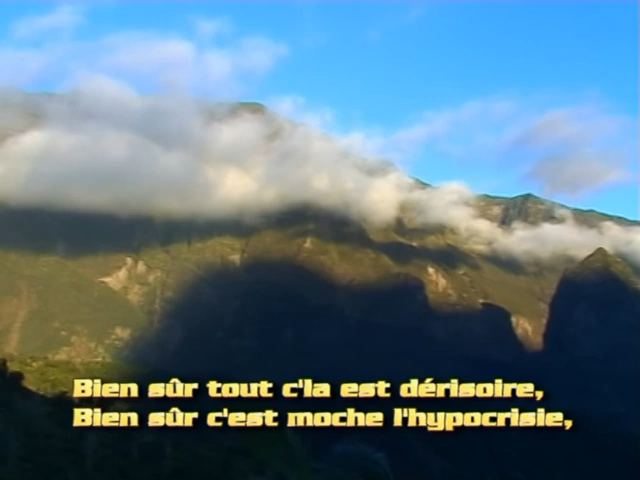 Bien sûr tout c'la est dérisoire,
Bien sûr c'est moche l'hypocrisie,